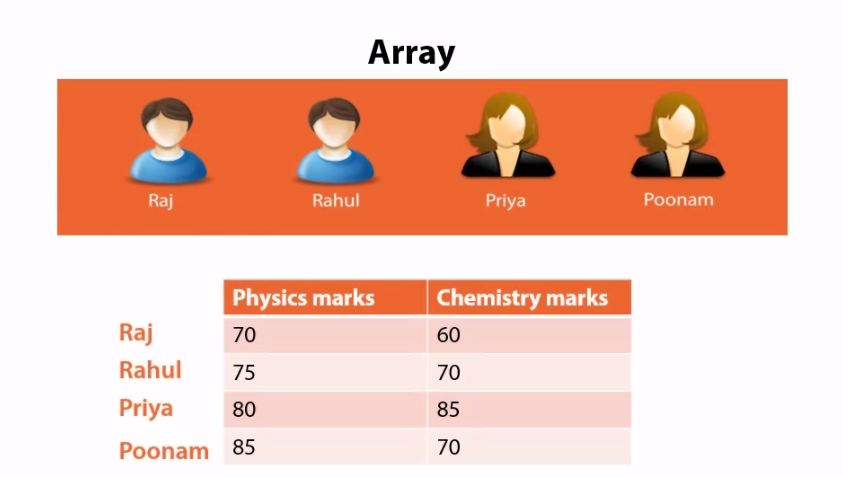 Array
Raj Rahul Priya Poonam
Physics marks Chemistry marks
Raj 70 60
Rahul 75 70
Priya 80 85
Poonam 85 70